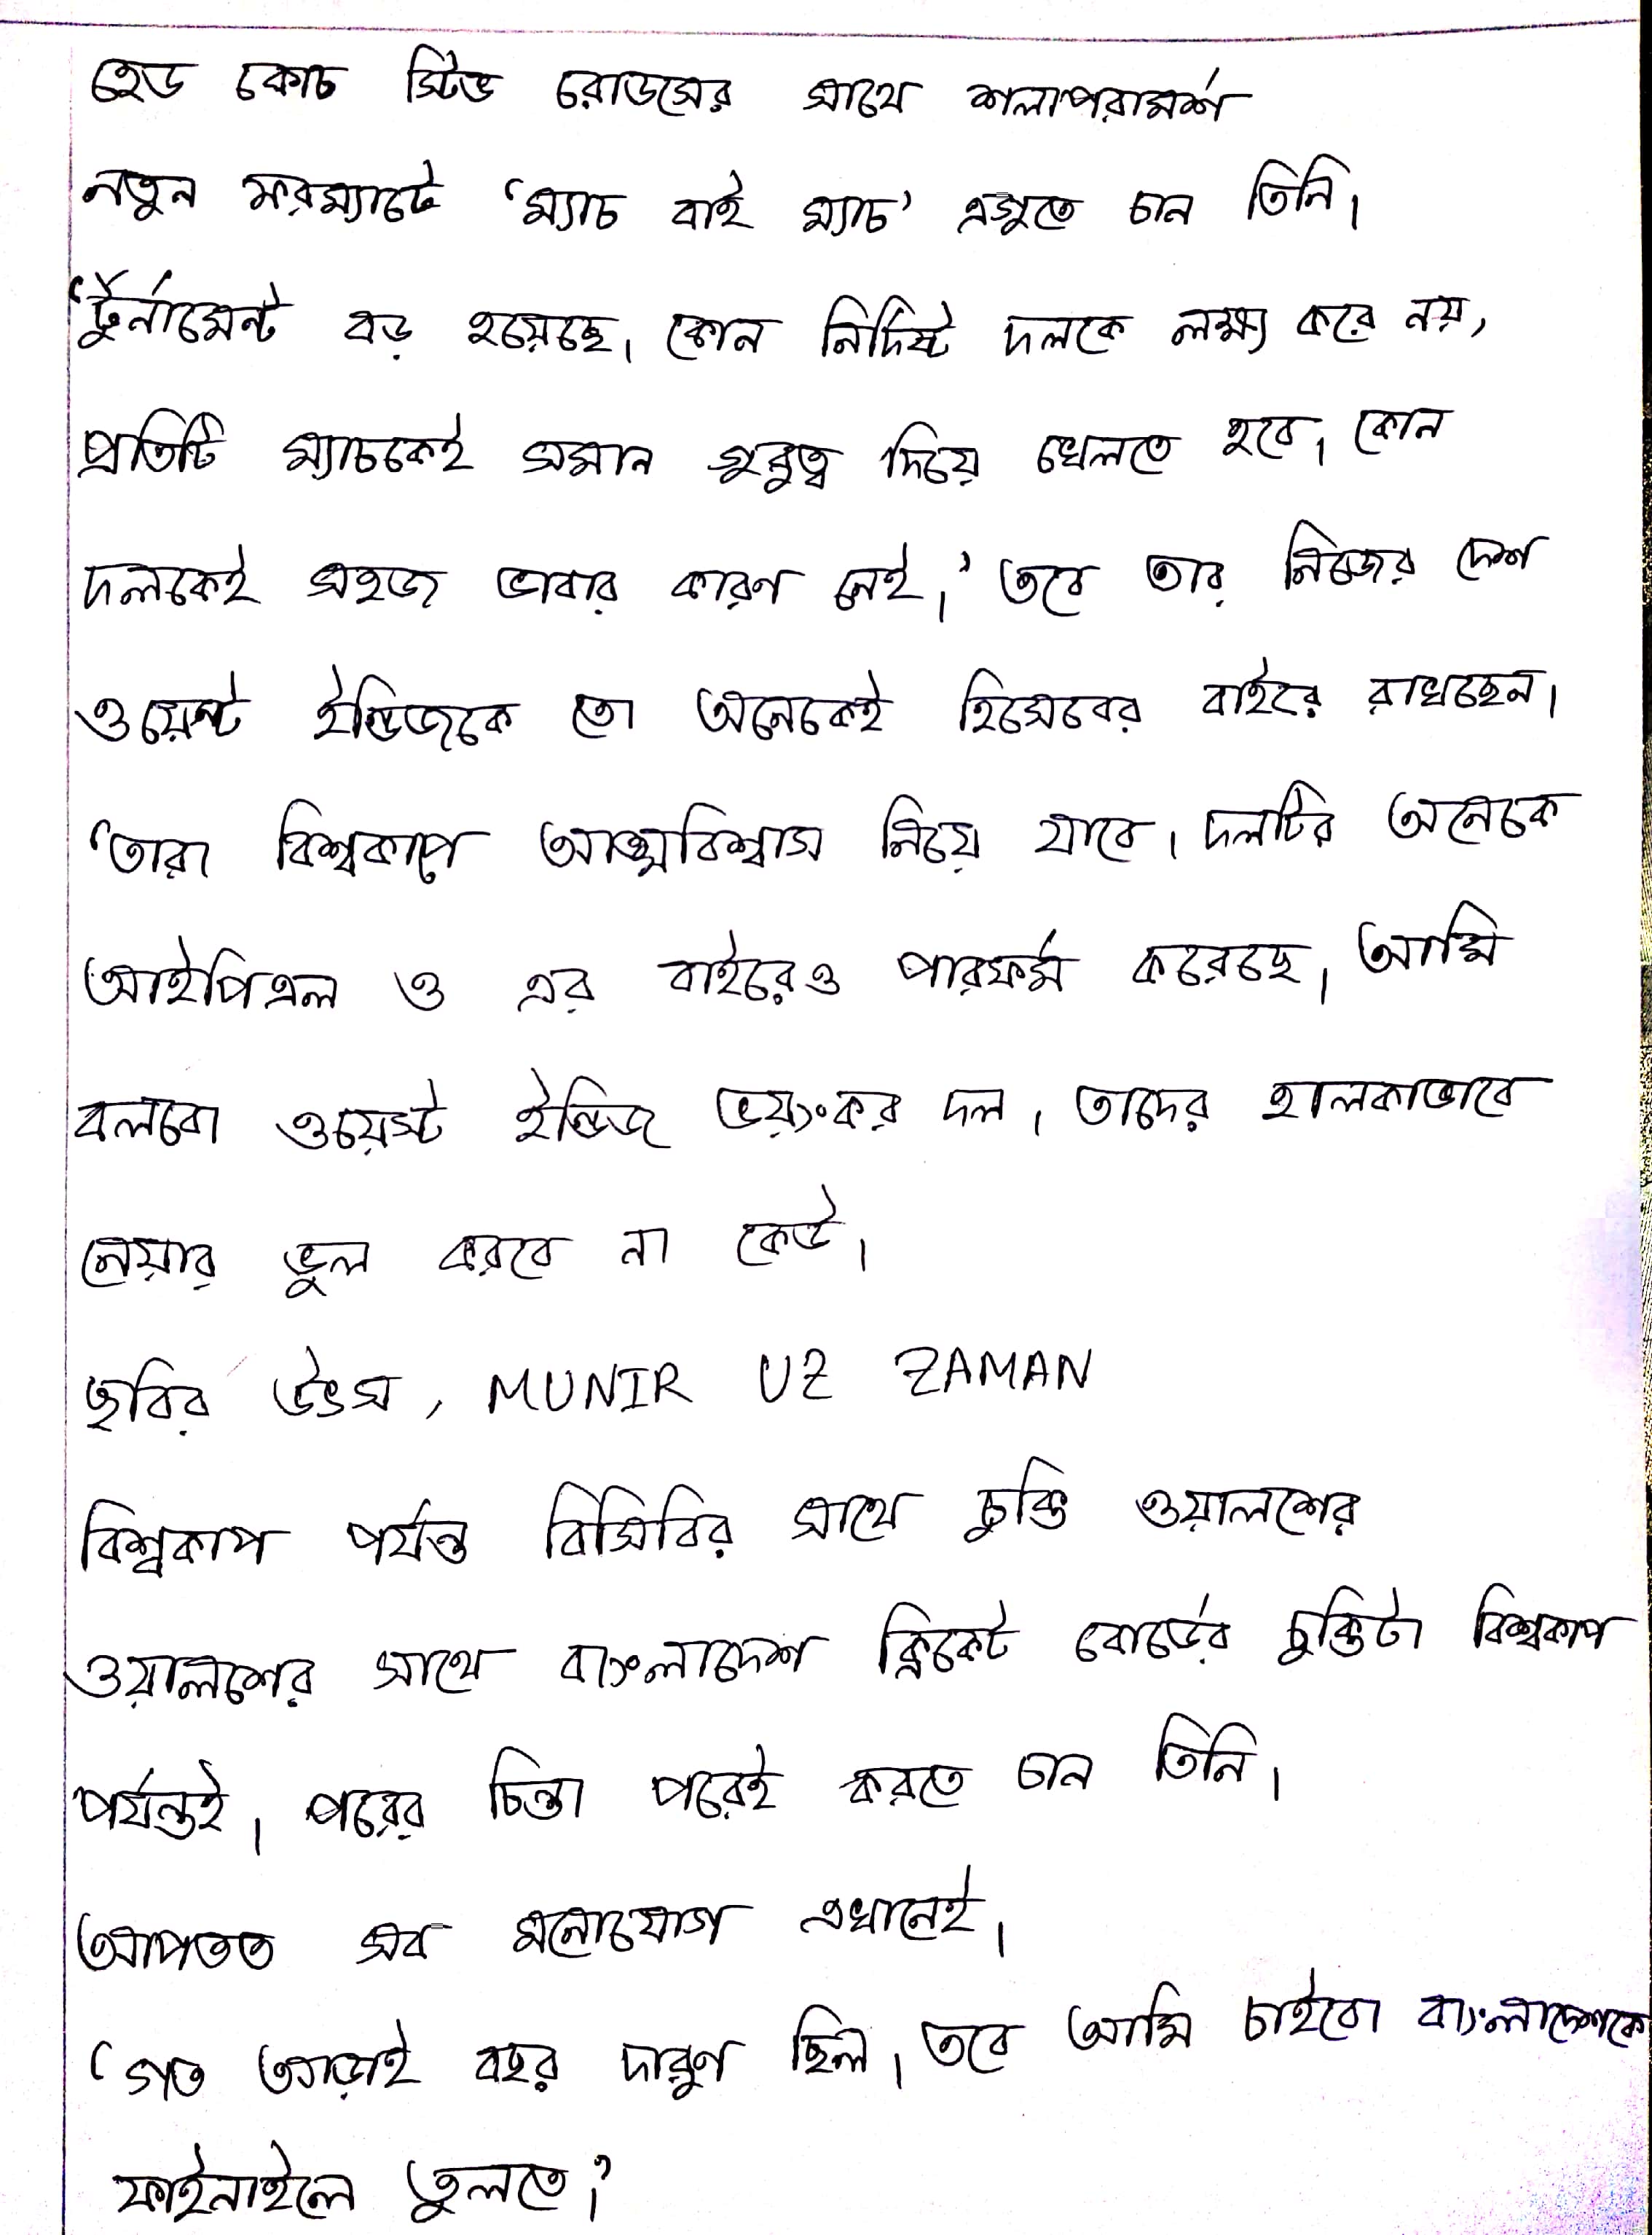 হেড কোচ স্টিভ রোডসের সাথে শলাপরামর্শ
নতুন ফরম্যাটে ‘ম্যাচ বাই ম্যাচ’ এগুতে চান তিনি।
‘টুর্নামেন্ট বড় হয়েছে। কোন নির্দিষ্ট দলকে লক্ষ্য করে নয়,
প্রতিটি ম্যাচকেই সমান গুরুত্ব দিয়ে খেলতে হবে। কোন
দলকেই সহজ ভাবার কারণ নেই।’ তবে তার নিজের দেশ
ওয়েস্ট ইন্ডিজকে তো অনেকেই হিসেবের বাইরে রাখছেন।
‘তারা বিশ্বকাপে আত্মবিশ্বাস নিয়ে যাবে। দলটির অনেকে
আইপিএল ও এর বাইরেও পারফর্ম করেছে। আমি
বলবো ওয়েস্ট ইন্ডিজ ভয়ংকর দল। তাদের হালকাভাবে
নেয়ার ভুল করবে না কেউ।
ছবির উৎস, MUNIR UZ ZAMAN
বিশ্বকাপ পর্যন্ত বিসিবির সাথে চুক্তি ওয়ালশের
ওয়ালশের সাথে বাংলাদেশ ক্রিকেট বোর্ডের চুক্তিটা বিশ্বকাপ
পর্যন্তই। পরের চিন্তা পরেই করতে চান তিনি।
আপতত সব মনোযোগ এখানেই।
‘গত আড়াই বছর দারুণ ছিল। তবে আমি চাইবো বাংলাদেশকে
ফাইনাইলে তুলতে।’